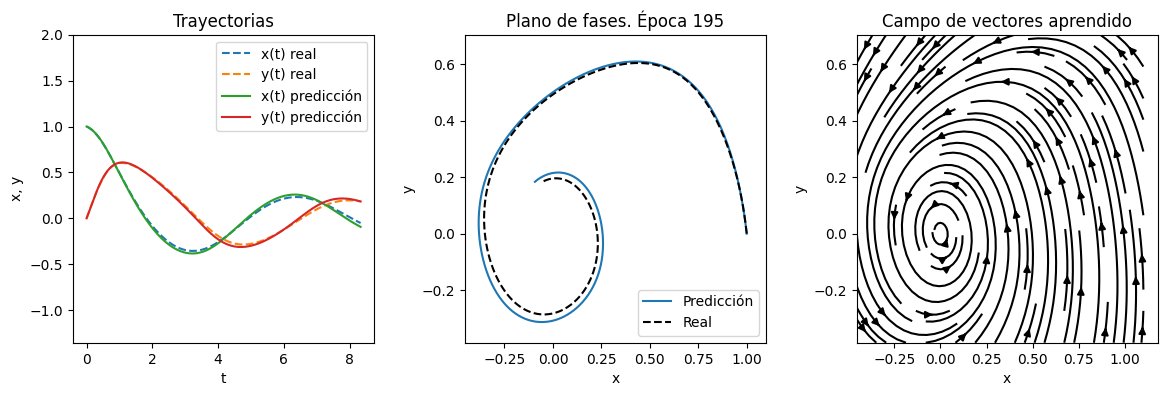 Trayectorias
x(t) real
y(t) real
x(t) predicción
y(t) predicción
2.0
1.5
1.0
0.5
0.0
−0.5
−1.0
x, y
0
2
4
6
8
t
Plano de fases. Época 195
0.6
0.4
0.2
0.0
−0.2
y
Predicción
Real
−0.25
0.00
0.25
0.50
0.75
1.00
x
Campo de vectores aprendido
0.6
0.4
0.2
0.0
−0.2
y
−0.25
0.00
0.25
0.50
0.75
1.00
x